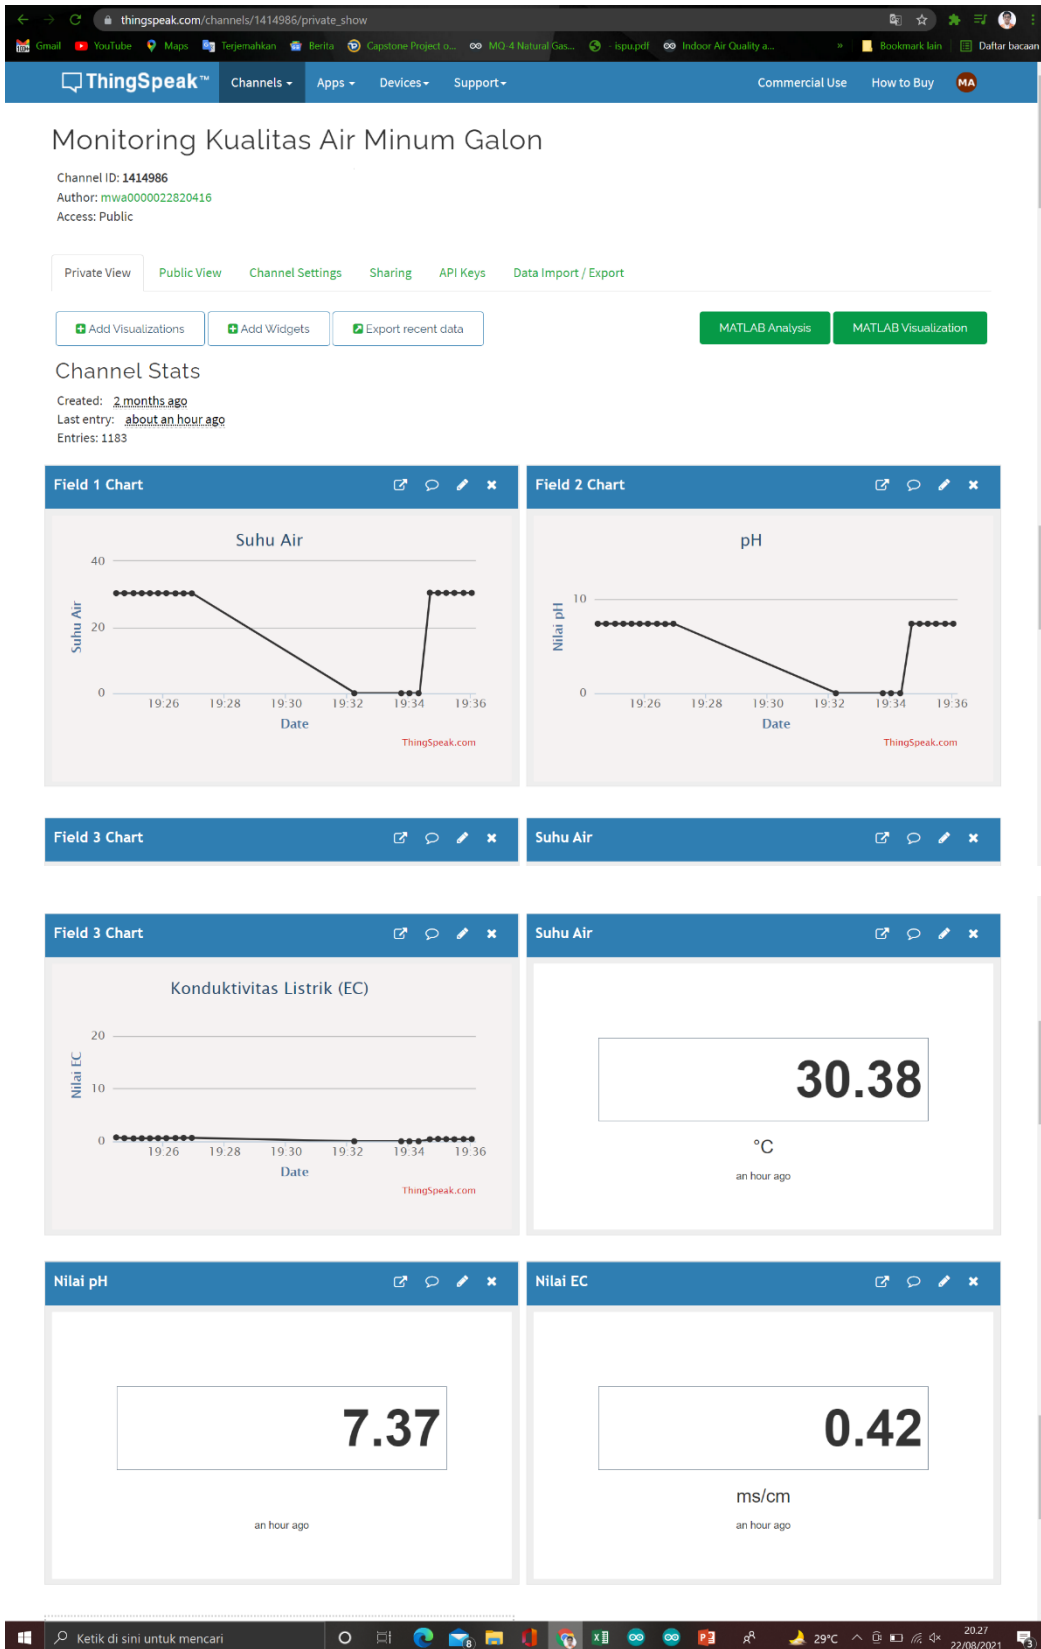 thingspeak.com/channels/1414986/private_show
Gmail YouTube Maps Terjemahkan Berita Capstone Project o... MQ-4 Natural Gas... - ispu.pdf Indoor Air Quality a... » Bookmark lain Daftar bacaan
ThingSpeak™ Channels Apps Devices Support Commercial Use How to Buy MA
Monitoring Kualitas Air Minum Galon
Channel ID: 1414986
Author: mwa0000022820416
Access: Public
Private View Public View Channel Settings Sharing API Keys Data Import / Export
Add Visualizations Add Widgets Export recent data MATLAB Analysis MATLAB Visualization
Channel Stats
Created: 2 months ago
Last entry: about an hour ago
Entries: 1183
Field 1 Chart
Suhu Air
Suhu Air
40
20
0
19:26 19:28 19:30 19:32 19:34 19:36
Date
ThingSpeak.com
Field 2 Chart
pH
Nilai pH
10
0
19:26 19:28 19:30 19:32 19:34 19:36
Date
ThingSpeak.com
Field 3 Chart
Suhu Air
Field 3 Chart
Konduktivitas Listrik (EC)
Nilai EC
20
10
0
19:26 19:28 19:30 19:32 19:34 19:36
Date
ThingSpeak.com
Suhu Air
30.38
°C
an hour ago
Nilai pH
7.37
an hour ago
Nilai EC
0.42
ms/cm
an hour ago
Ketik di sini untuk mencari 8 29°C 20.27
22/08/2021 3